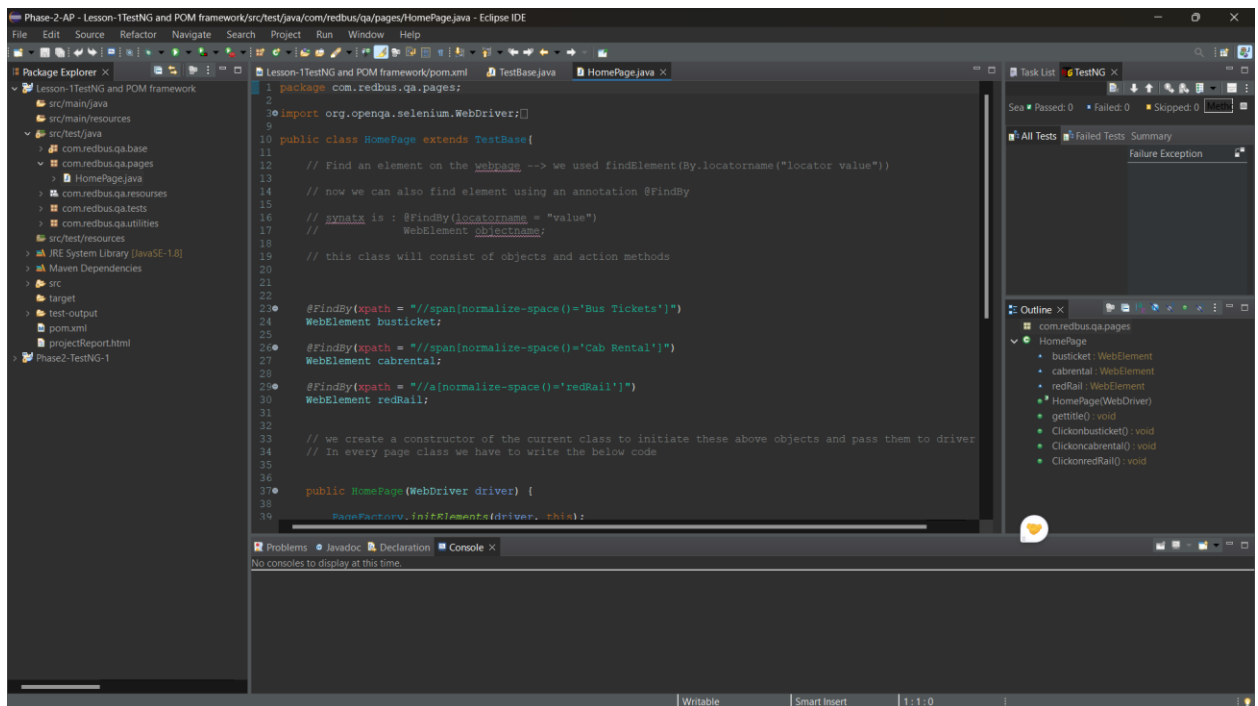 Phase-2-AP - Lesson-1TestNG and POM framework/src/test/java/com/redbus/qa/pages/HomePage.java - Eclipse IDE
File Edit Source Refactor Navigate Search Project Run Window Help
Package Explorer
Lesson-1TestNG and POM framework
src/main/java
src/main/resources
src/test/java
com.redbus.qa.base
com.redbus.qa.pages
HomePage.java
com.redbus.qa.resourses
com.redbus.qa.tests
com.redbus.qa.utilities
src/test/resources
JRE System Library [JavaSE-1.8]
Maven Dependencies
src
target
test-output
pom.xml
projectReport.html
Phase2-TestNG-1
Lesson-1TestNG and POM framework/pom.xml TestBase.java HomePage.java
1 package com.redbus.qa.pages;
2
3 import org.openqa.selenium.WebDriver;
9
10 public class HomePage extends TestBase{
11
12 // Find an element on the webpage --> we used findElement(By.locatorname("locator value"))
13
14 // now we can also find element using an annotation @FindBy
15
16 // synatx is : @FindBy(locatorname = "value")
17 // WebElement objectname;
18
19 // this class will consist of objects and action methods
20
21
22
23 @FindBy(xpath = "//span[normalize-space()='Bus Tickets']")
24 WebElement busticket;
25
26 @FindBy(xpath = "//span[normalize-space()='Cab Rental']")
27 WebElement cabrental;
28
29 @FindBy(xpath = "//a[normalize-space()='redRail']")
30 WebElement redRail;
31
32
33 // we create a constructor of the current class to initiate these above objects and pass them to driver
34 // In every page class we have to write the below code
35
36
37 public HomePage(WebDriver driver) {
38
39 PageFactory.initElements(driver, this);
Task List TestNG
Sea Passed: 0 Failed: 0 Skipped: 0
All Tests Failed Tests Summary
Failure Exception
Outline
com.redbus.qa.pages
HomePage
busticket : WebElement
cabrental : WebElement
redRail : WebElement
HomePage(WebDriver)
gettitle() : void
Clickonbusticket() : void
Clickoncabrental() : void
ClickonredRail() : void
Problems Javadoc Declaration Console
No consoles to display at this time.
Writable Smart Insert 1 : 1 : 0